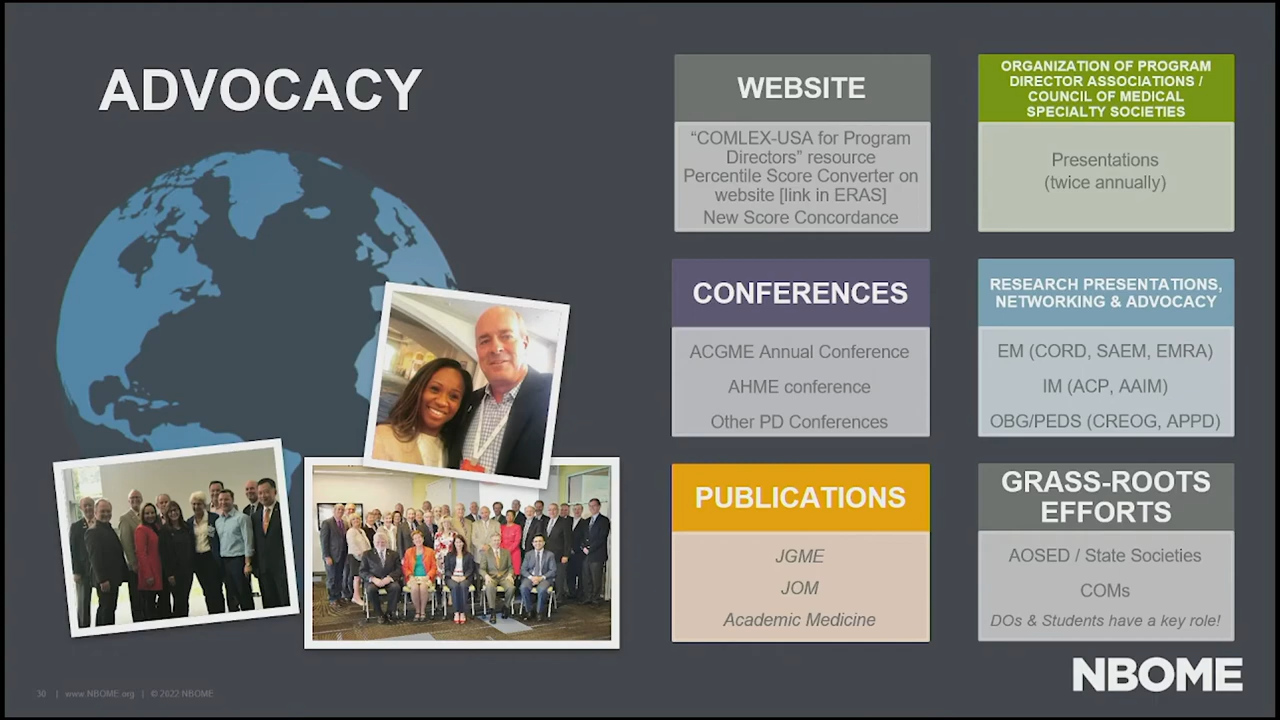 ADVOCACY
WEBSITE
“COMLEX-USA for Program
Directors” resource
Percentile Score Converter on
website [link in ERAS]
New Score Concordance
ORGANIZATION OF PROGRAM
DIRECTOR ASSOCIATIONS /
COUNCIL OF MEDICAL
SPECIALTY SOCIETIES
Presentations
(twice annually)
CONFERENCES
ACGME Annual Conference
AHME conference
Other PD Conferences
RESEARCH PRESENTATIONS,
NETWORKING & ADVOCACY
EM (CORD, SAEM, EMRA)
IM (ACP, AAIM)
OBG/PEDS (CREOG, APPD)
PUBLICATIONS
JGME
JOM
Academic Medicine
GRASS-ROOTS
EFFORTS
AOSED / State Societies
COMs
DOs & Students have a key role!
30 | www.NBOME.org | © 2022 NBOME
NBOME